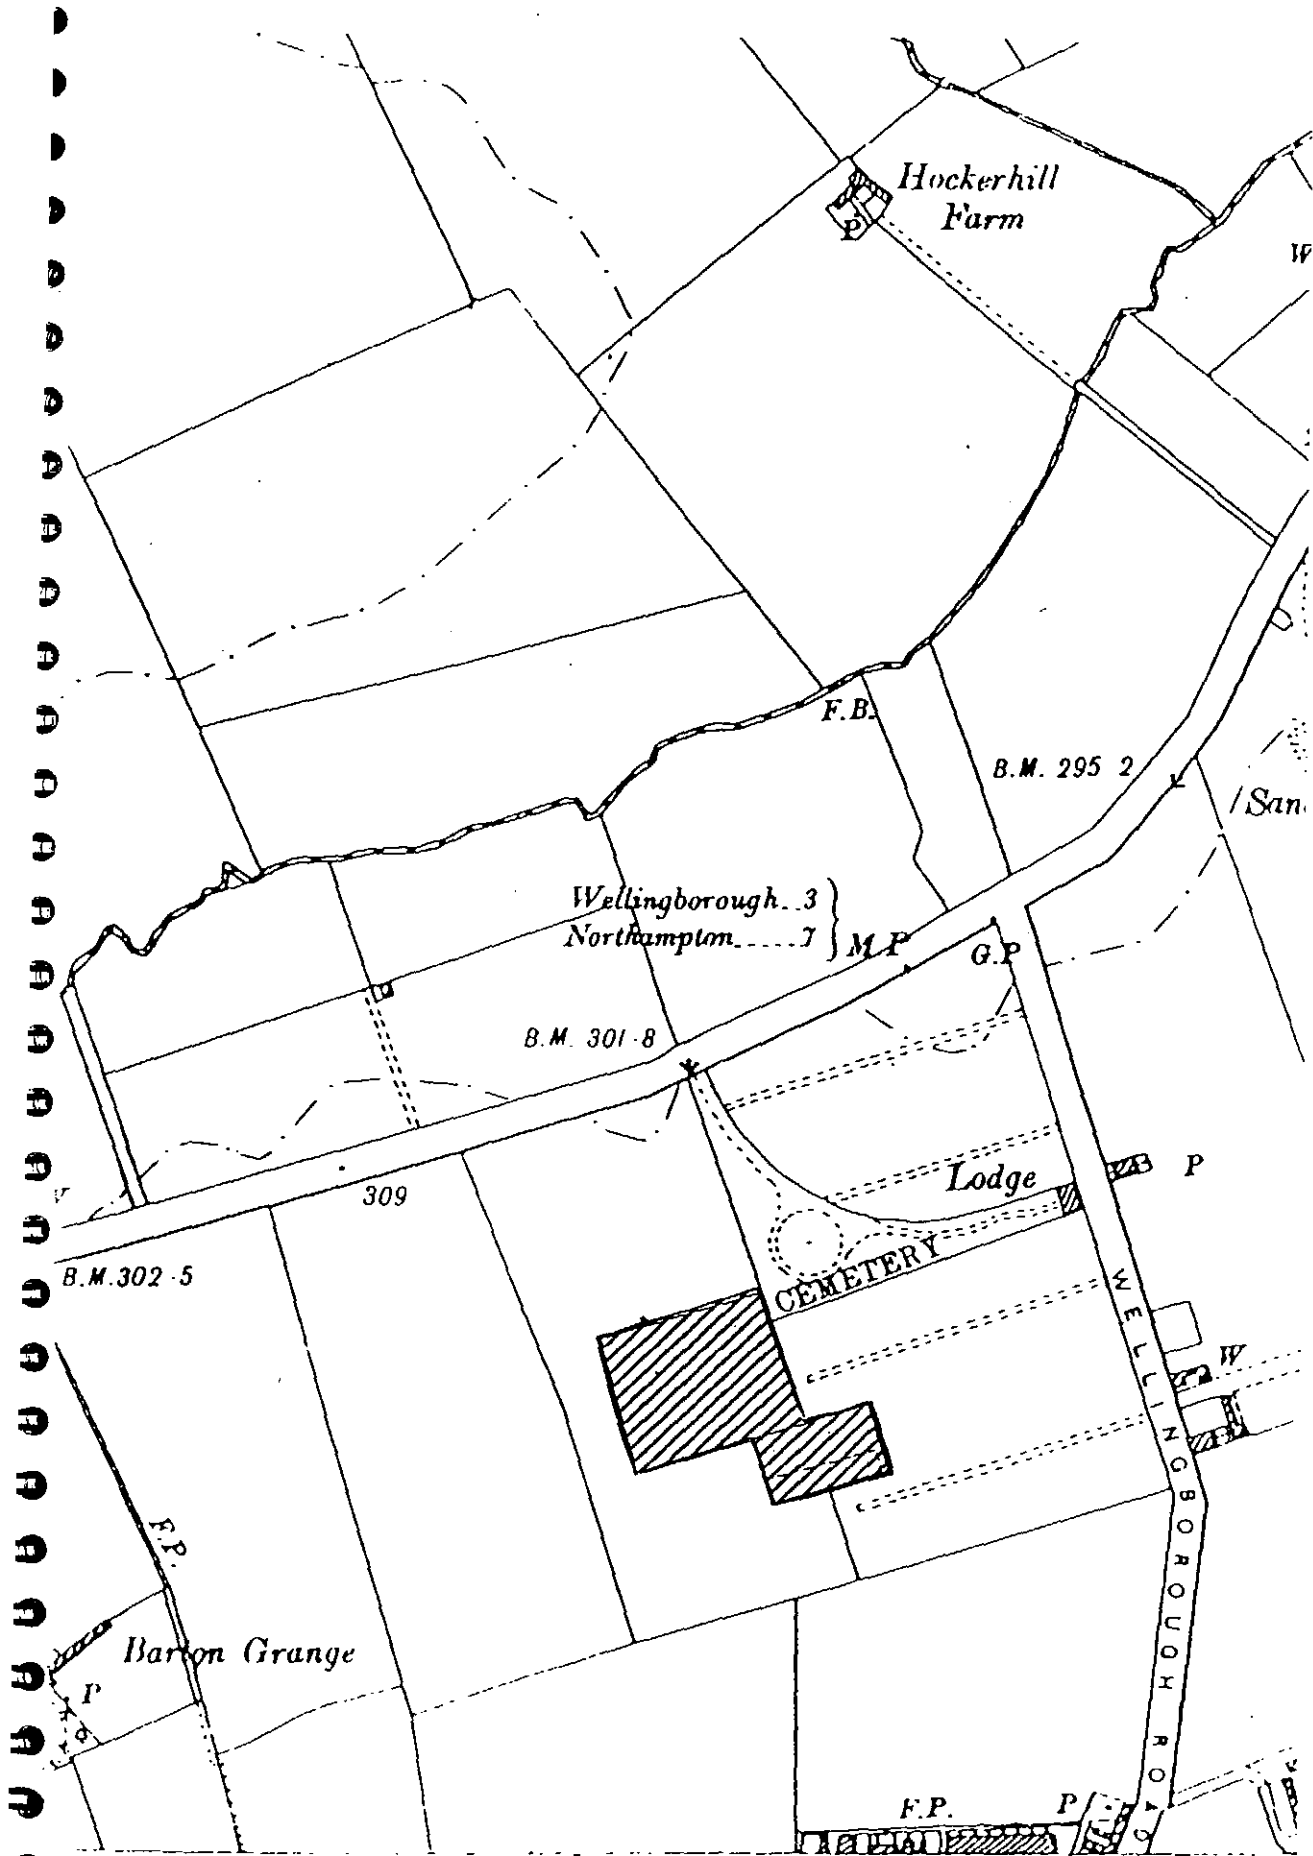 Hockerhill
Farm
P
W
F.B.
B.M. 295 2
Wellingborough...3
Northampton......7
M.P
G.P
B.M. 301·8
309
Lodge
P
CEMETERY
B.M. 302·5
W
F.P.
Barton Grange
P
WELLINGBOROUGH ROAD
F.P.
P